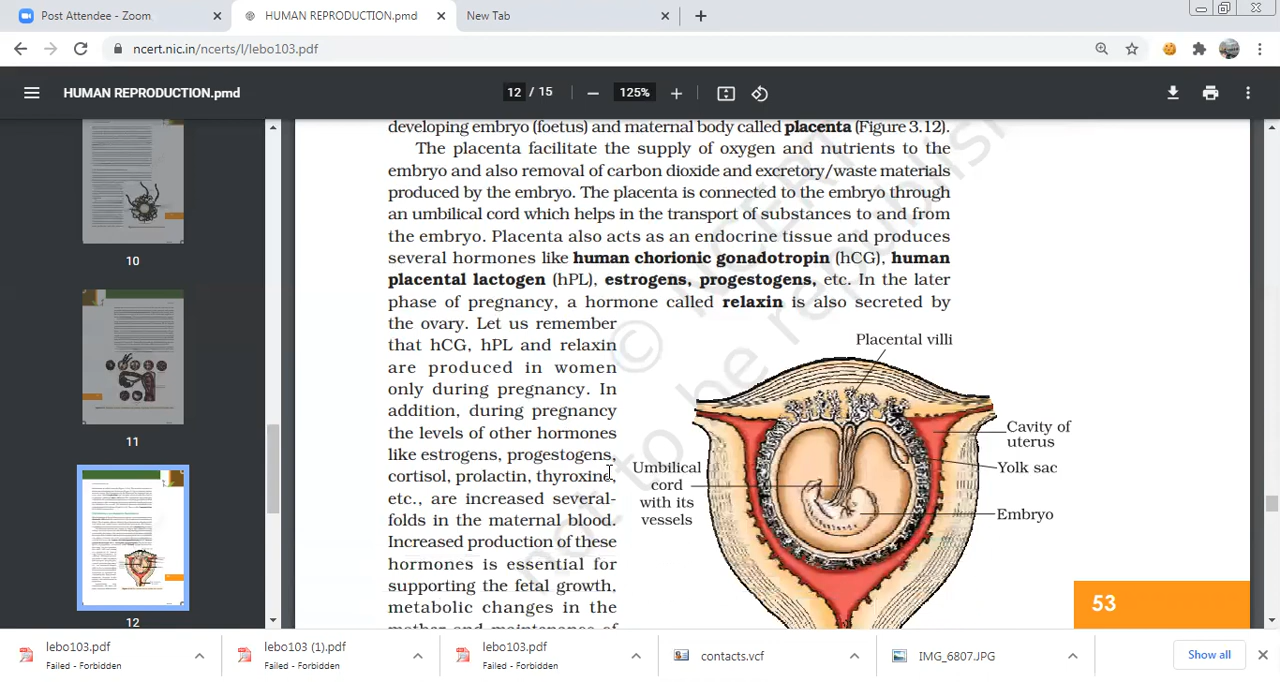 Post Attendee - Zoom
HUMAN REPRODUCTION.pmd
New Tab
ncert.nic.in/ncerts/l/lebo103.pdf
HUMAN REPRODUCTION.pmd
12 / 15
125%
developing embryo (foetus) and maternal body called placenta (Figure 3.12).
The placenta facilitate the supply of oxygen and nutrients to the
embryo and also removal of carbon dioxide and excretory/waste materials
produced by the embryo. The placenta is connected to the embryo through
an umbilical cord which helps in the transport of substances to and from
the embryo. Placenta also acts as an endocrine tissue and produces
several hormones like human chorionic gonadotropin (hCG), human
placental lactogen (hPL), estrogens, progestogens, etc. In the later
phase of pregnancy, a hormone called relaxin is also secreted by
the ovary. Let us remember
that hCG, hPL and relaxin
are produced in women
only during pregnancy. In
addition, during pregnancy
the levels of other hormones
like estrogens, progestogens,
cortisol, prolactin, thyroxine,
etc., are increased several-
folds in the maternal blood.
Increased production of these
hormones is essential for
supporting the fetal growth,
metabolic changes in the
mother and maintenance of
Placental villi
Cavity of
uterus
Yolk sac
Embryo
Umbilical
cord
with its
vessels
53
© NCERT
not to be republish
10
11
12
lebo103.pdf
Failed - Forbidden
lebo103 (1).pdf
Failed - Forbidden
lebo103.pdf
Failed - Forbidden
contacts.vcf
IMG_6807.JPG
Show all